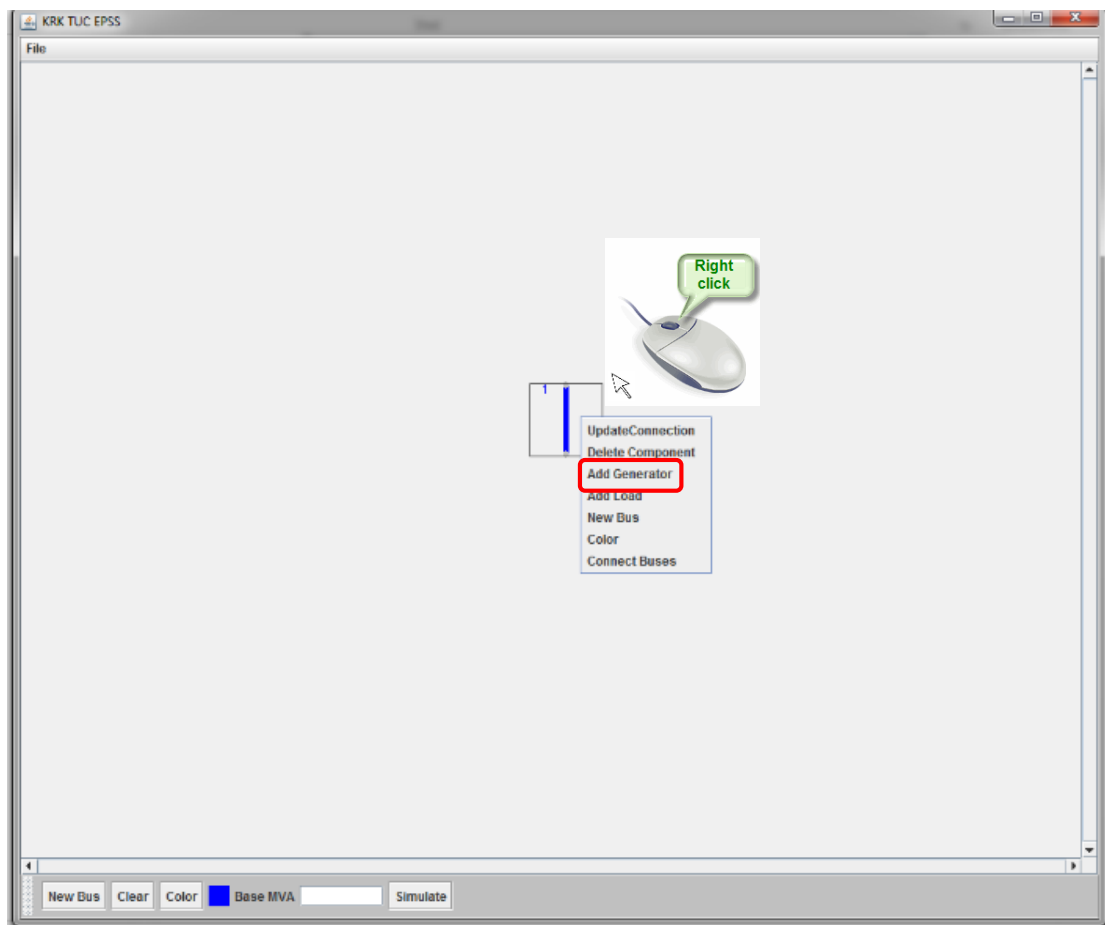 KRK TUC EPSS
File
Right
click
1
UpdateConnection
Delete Component
Add Generator
Add Load
New Bus
Color
Connect Buses
New Bus Clear Color Base MVA Simulate